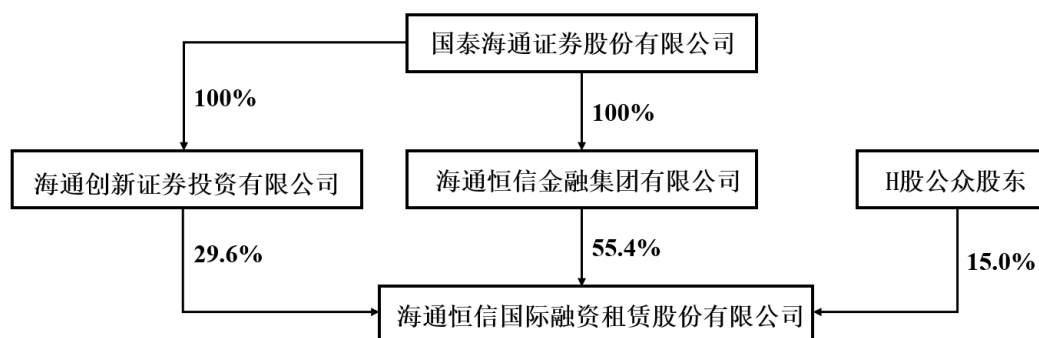 国泰海通证券股份有限公司
100%
100%
海通创新证券投资有限公司
海通恒信金融集团有限公司
H股公众股东
29.6%
55.4%
15.0%
海通恒信国际融资租赁股份有限公司